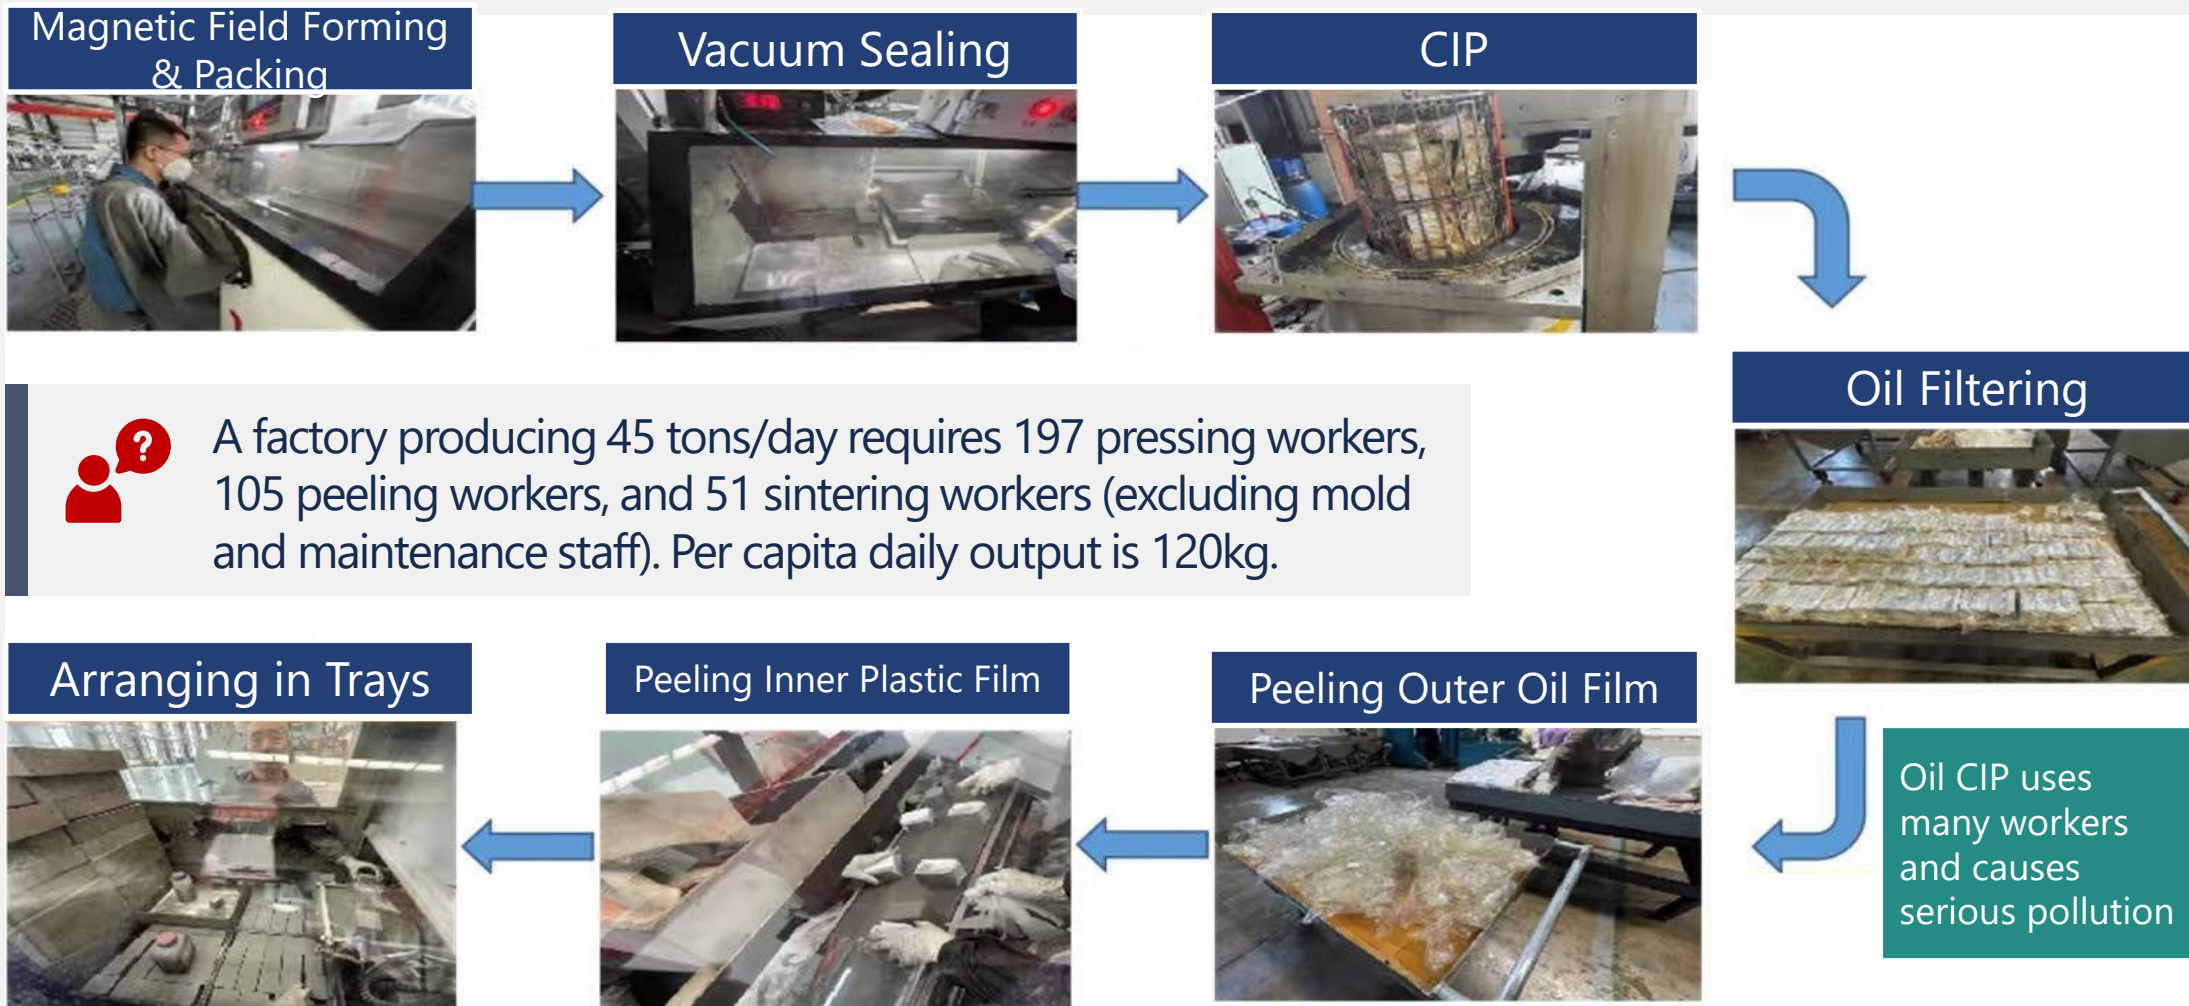 Magnetic Field Forming
& Packing
Vacuum Sealing
CIP
Oil Filtering
?
A factory producing 45 tons/day requires 197 pressing workers,
105 peeling workers, and 51 sintering workers (excluding mold
and maintenance staff). Per capita daily output is 120kg.
Arranging in Trays
Peeling Inner Plastic Film
Peeling Outer Oil Film
Oil CIP uses
many workers
and causes
serious pollution